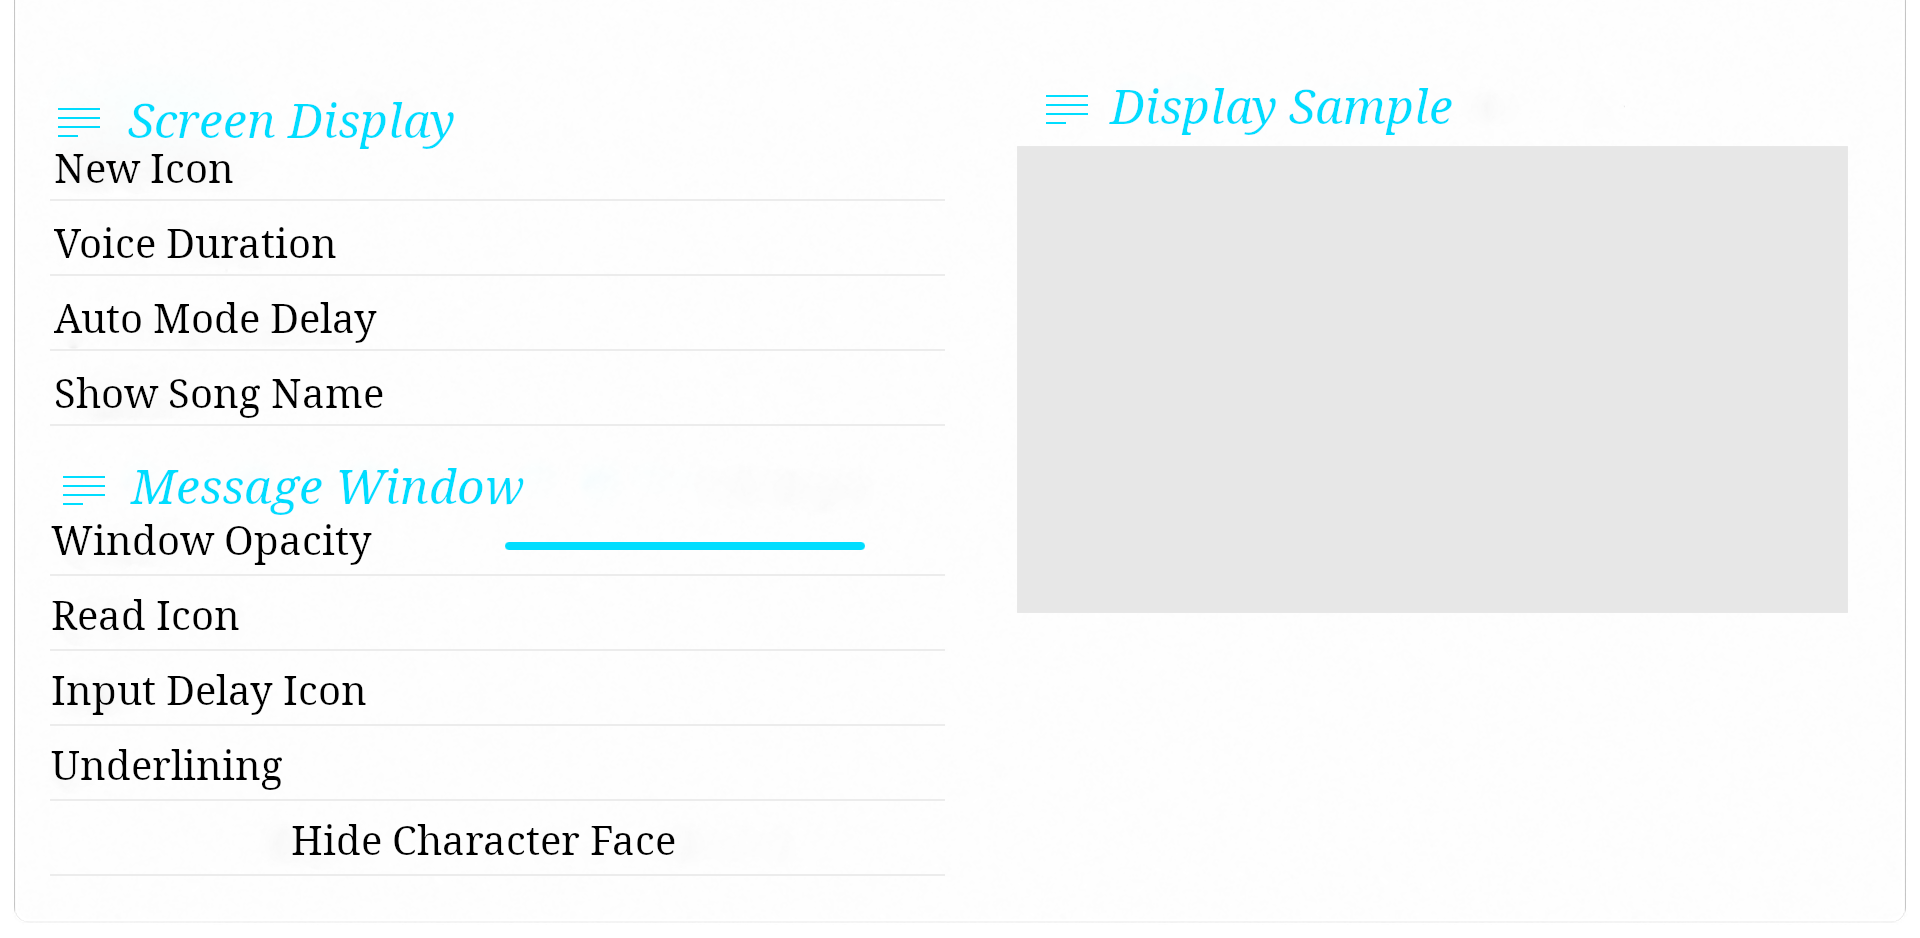 Screen Display
New Icon
Voice Duration
Auto Mode Delay
Show Song Name
Message Window
Window Opacity
Read Icon
Input Delay Icon
Underlining
Hide Character Face
Display Sample